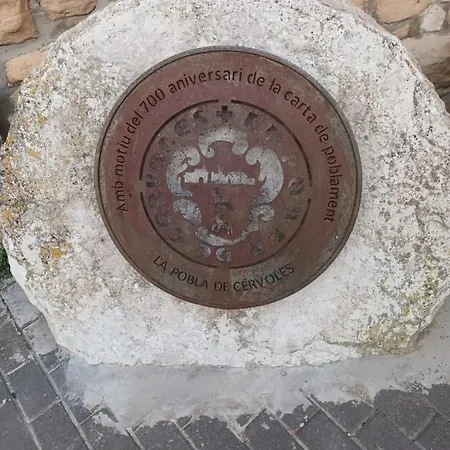 Amb motiu del 700 aniversari de la carta de poblament
LA POBLA DE CÉRVOLES